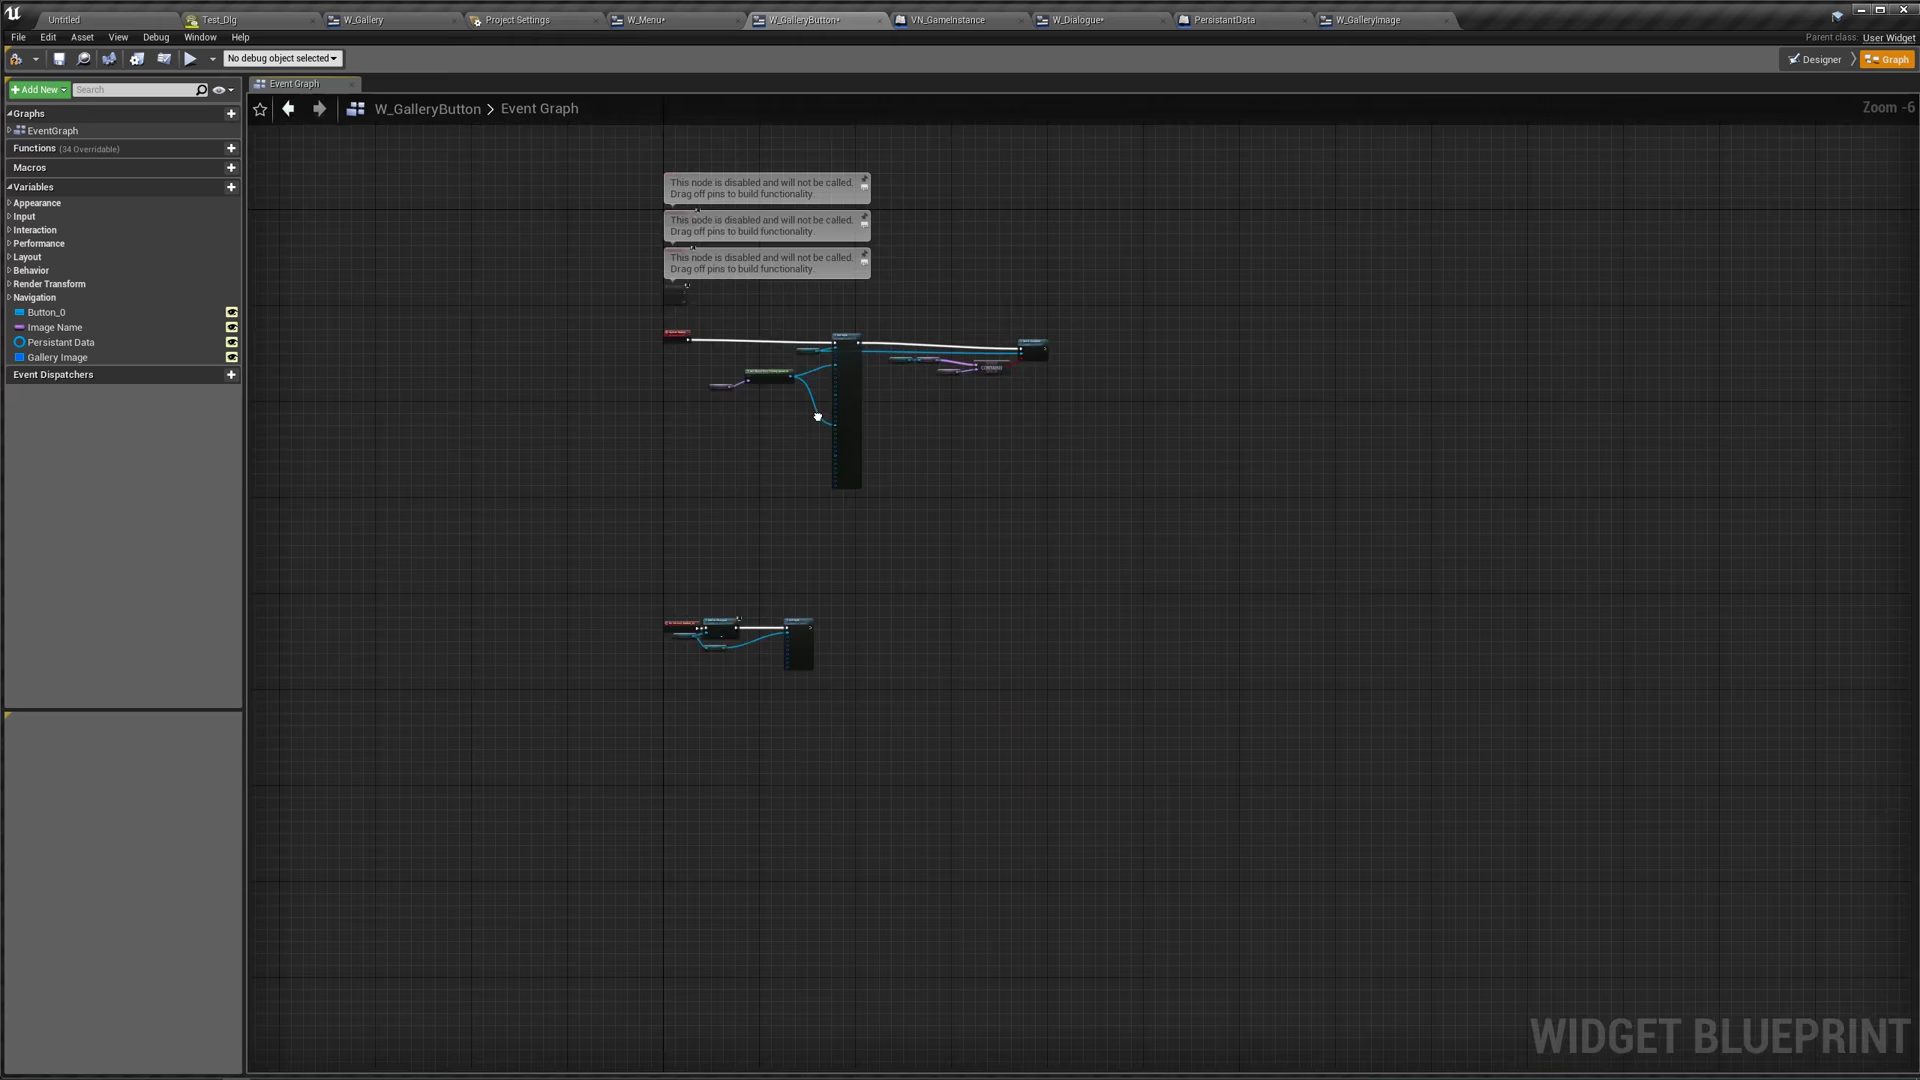 Untitled
Test_Dlg
W_Gallery
Project Settings
W_Menu*
W_GalleryButton*
VN_GameInstance
W_Dialogue*
PersistantData
W_GalleryImage
File
Edit
Asset
View
Debug
Window
Help
Parent class: User Widget
No debug object selected
Designer
Graph
Add New
Search
Event Graph
Graphs
W_GalleryButton > Event Graph
Zoom -6
EventGraph
Functions (34 Overridable)
Macros
Variables
Appearance
Input
Interaction
Performance
Layout
Behavior
Render Transform
Navigation
Button_0
Image Name
Persistant Data
Gallery Image
Event Dispatchers
This node is disabled and will not be called.
Drag off pins to build functionality.
This node is disabled and will not be called.
Drag off pins to build functionality.
This node is disabled and will not be called.
Drag off pins to build functionality.
CONTAINS
WIDGET BLUEPRINT